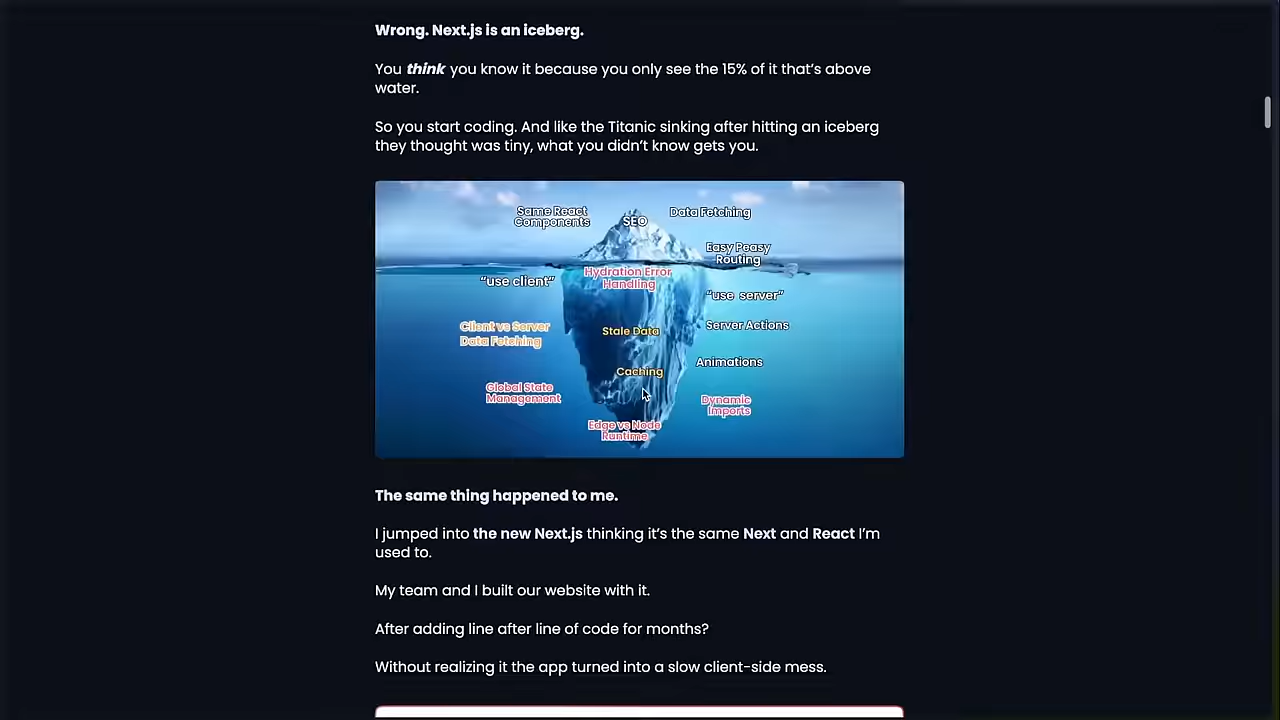 Wrong. Next.js is an iceberg.
You think you know it because you only see the 15% of it that’s above
water.
So you start coding. And like the Titanic sinking after hitting an iceberg
they thought was tiny, what you didn’t know gets you.
Same React
Components
SEO
Data Fetching
Easy Peasy
Routing
“use client”
Hydration Error
Handling
“use server”
Client vs Server
Data Fetching
Stale Data
Server Actions
Caching
Animations
Global State
Management
Dynamic
Imports
Edge vs Node
Runtime
The same thing happened to me.
I jumped into the new Next.js thinking it’s the same Next and React I’m
used to.
My team and I built our website with it.
After adding line after line of code for months?
Without realizing it the app turned into a slow client-side mess.